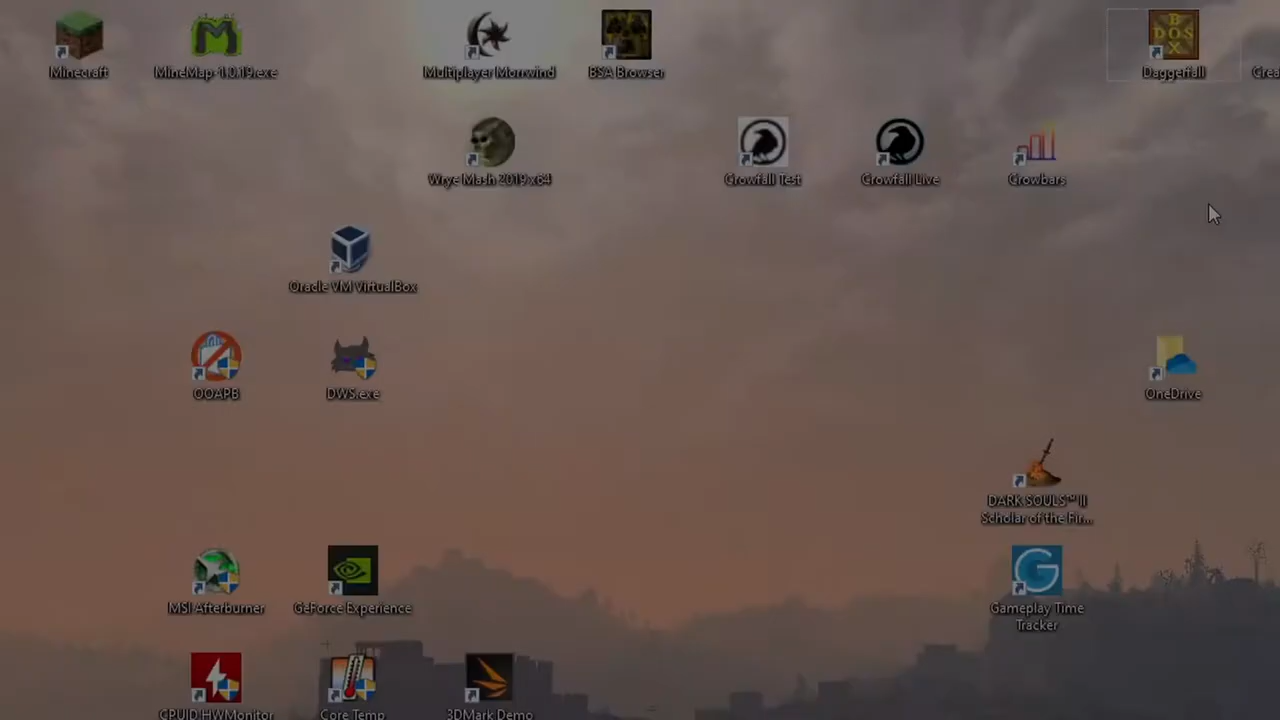 Minecraft
MineMap-1.0.19.exe
Multiplayer Morrwind
BSA Browser
BOX
DOS
Daggerfall
Wrye Mash 2019 x64
Crowfall Test
Crowfall Live
Crowbars
Oracle VM VirtualBox
OOAPB
DWS.exe
OneDrive
DARK SOULS™ II
Scholar of the Fir...
MSI Afterburner
GeForce Experience
Gameplay Time
Tracker
CPUID HWMonitor
Core Temp
3DMark Demo